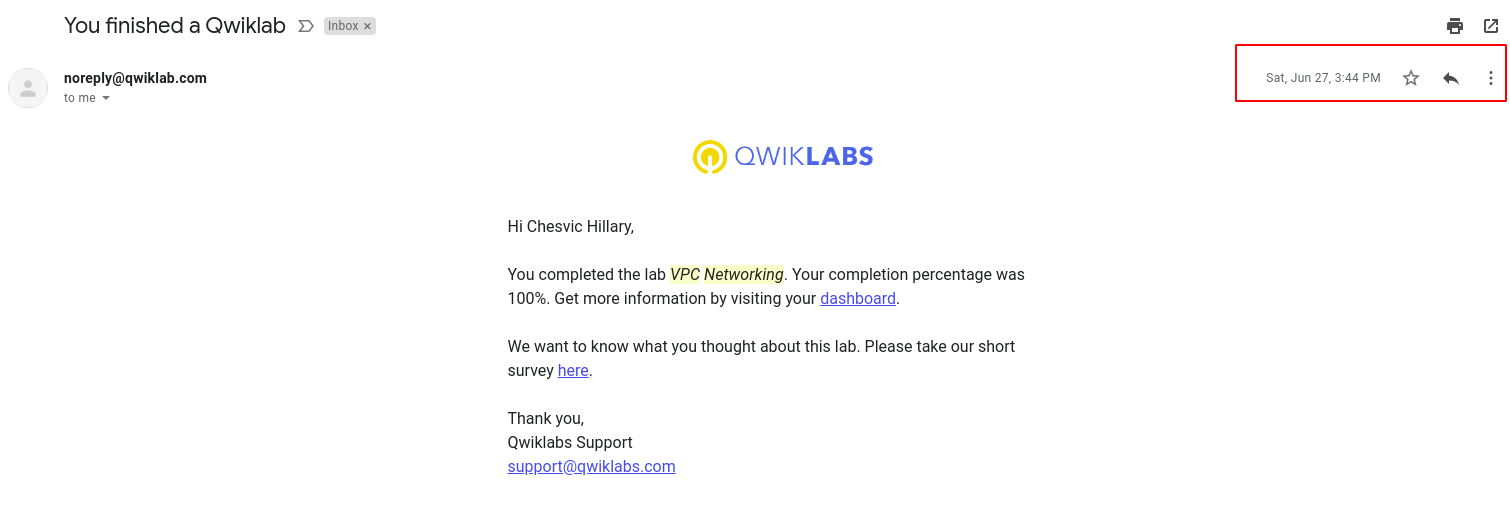 You finished a Qwiklab
Inbox ×
noreply@qwiklab.com
Sat, Jun 27, 3:44 PM
to me
QWIKLABS
Hi Chesvic Hillary,
You completed the lab VPC Networking. Your completion percentage was
100%. Get more information by visiting your dashboard.
We want to know what you thought about this lab. Please take our short
survey here.
Thank you,
Qwiklabs Support
support@qwiklabs.com